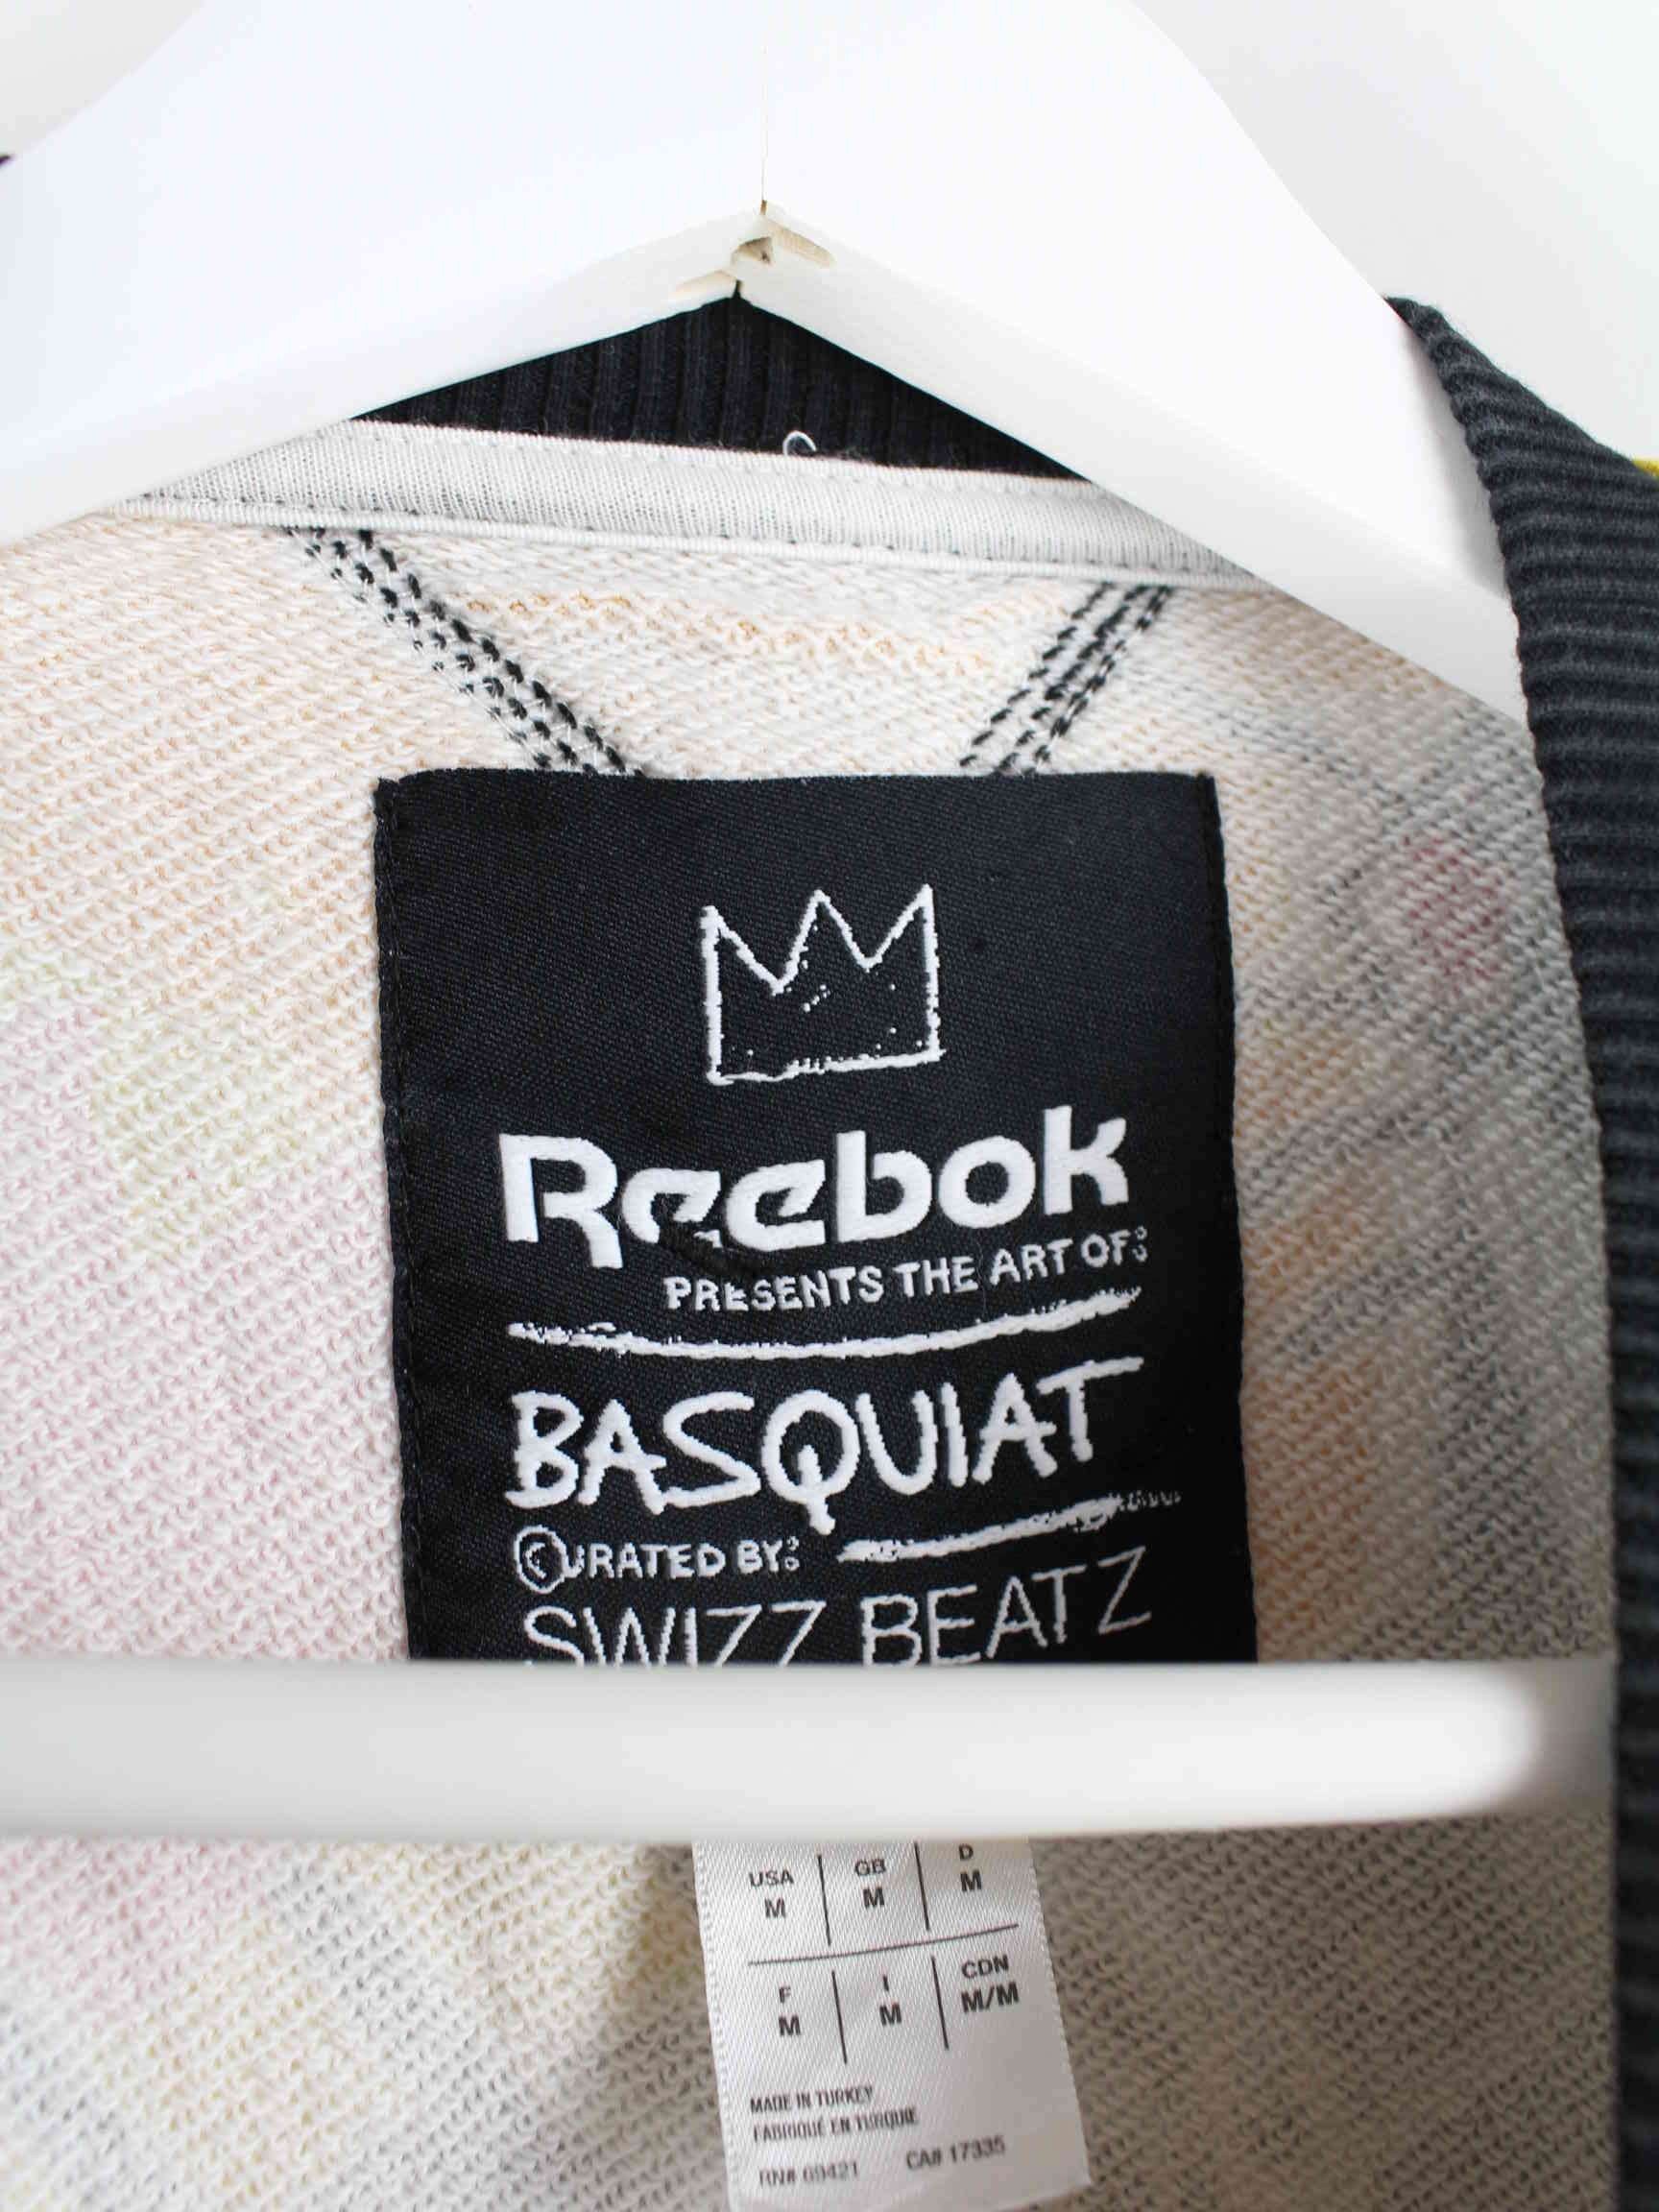 Reebok
PRESENTS THE ART OF:
BASQUIAT
©URATED BY:
SWIZZ BEATZ
USA GB D
M M M
F I CDN
M M M/M
MADE IN TURKEY
FABRIQUÉ EN TURQUIE
RN# 69421 CA# 17335